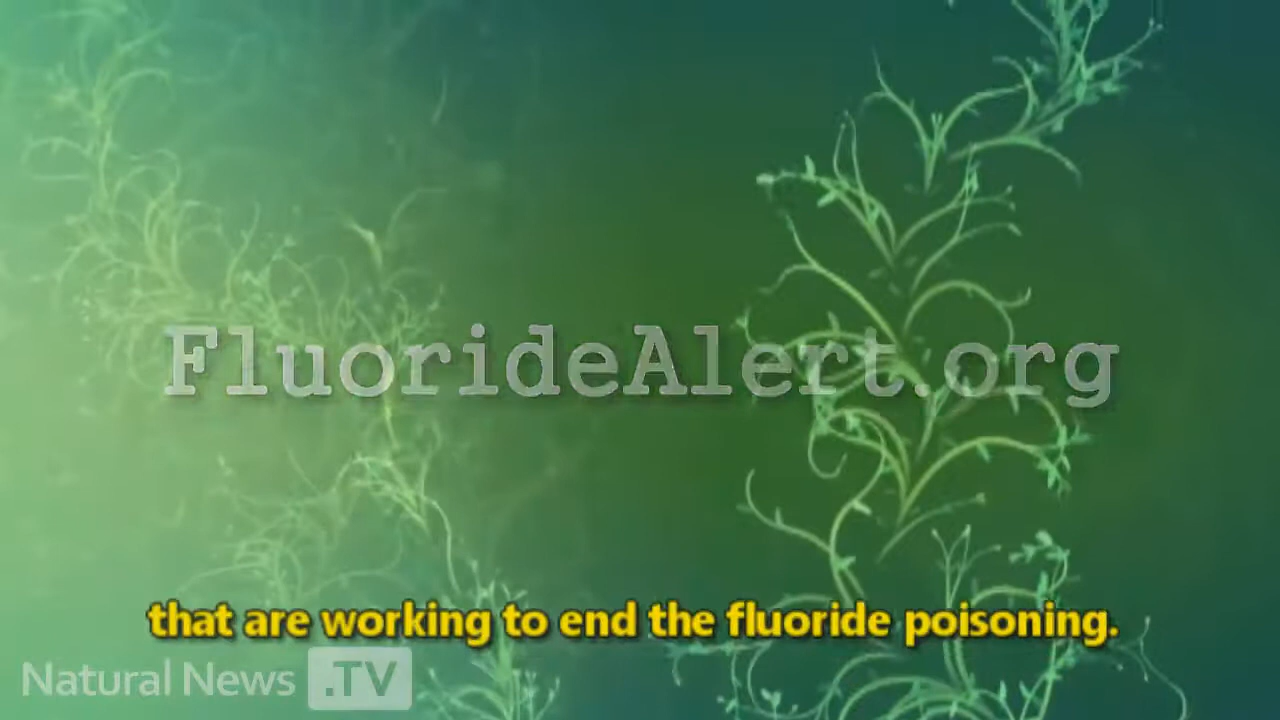 FluorideAlert.org
that are working to end the fluoride poisoning.
Natural News .TV